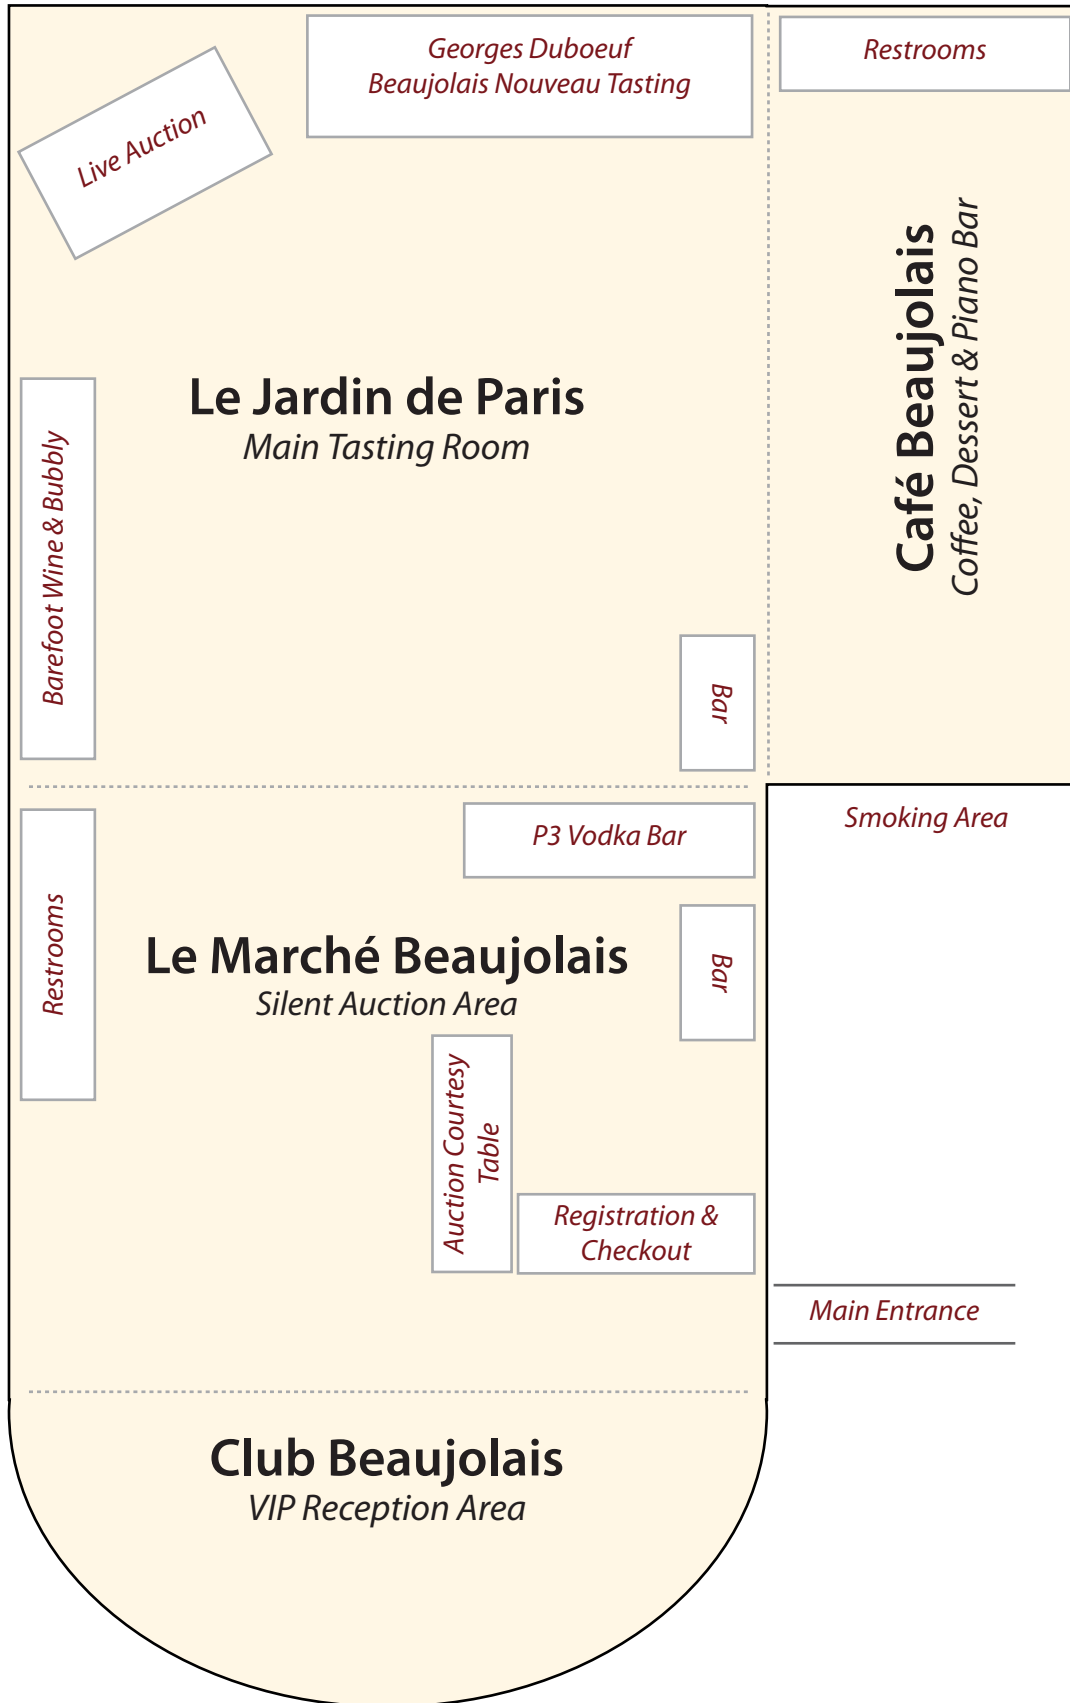 Georges Duboeuf
Beaujolais Nouveau Tasting
Restrooms
Live Auction
Le Jardin de Paris
Main Tasting Room
Café Beaujolais
Coffee, Dessert & Piano Bar
Barefoot Wine & Bubbly
Bar
P3 Vodka Bar
Smoking Area
Restrooms
Le Marché Beaujolais
Silent Auction Area
Bar
Auction Courtesy
Table
Registration &
Checkout
Main Entrance
Club Beaujolais
VIP Reception Area